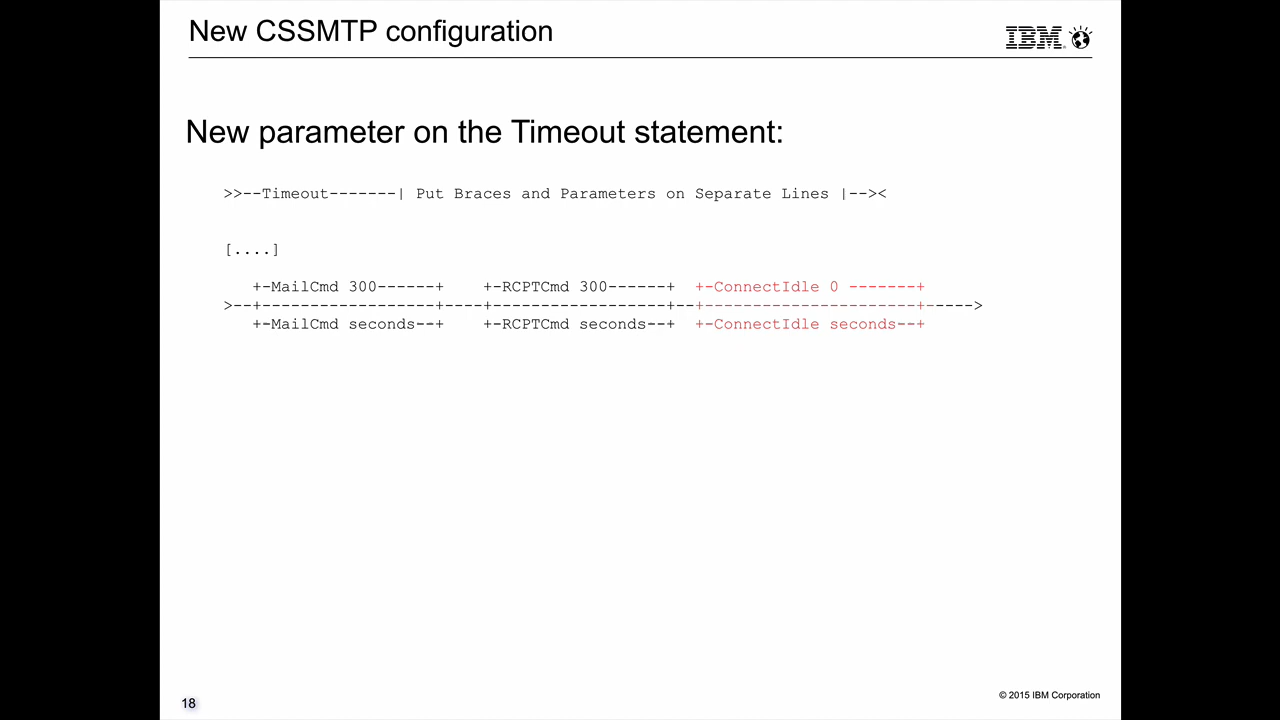 New CSSMTP configuration
IBM
New parameter on the Timeout statement:
>>--Timeout-------| Put Braces and Parameters on Separate Lines |--><
[....]
+-MailCmd 300------+    +-RCPTCmd 300------+  +-ConnectIdle 0 -------+
>--+------------------+----+------------------+--+----------------------+----->
+-MailCmd seconds--+    +-RCPTCmd seconds--+  +-ConnectIdle seconds--+
18
© 2015 IBM Corporation